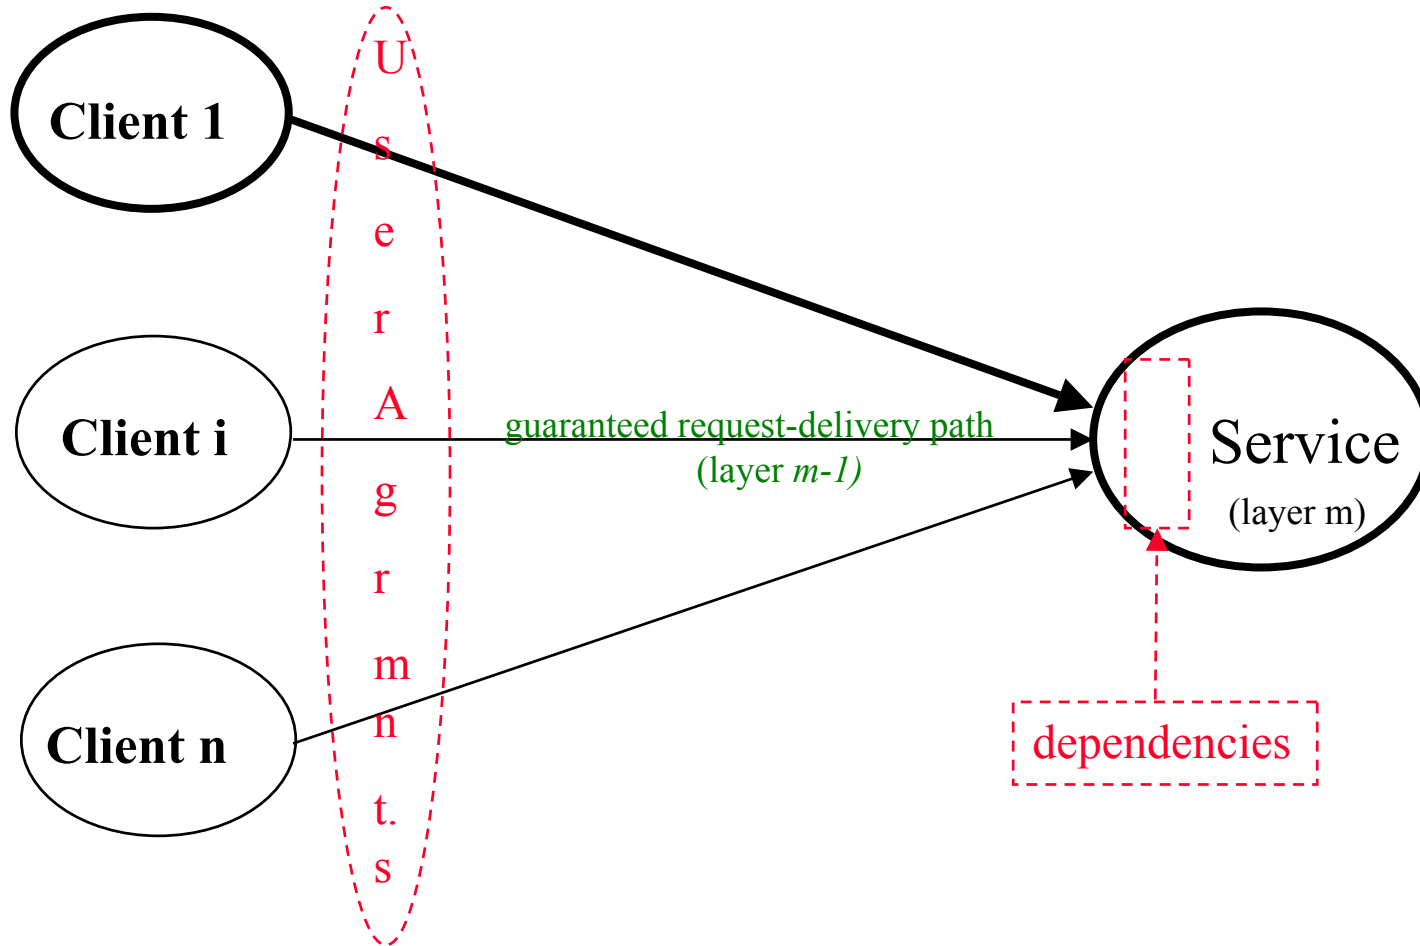 Client 1
Client i
Client n
U
s
e
r
A
g
r
m
n
t.
s
guaranteed request-delivery path
(layer m-1)
Service
(layer m)
dependencies